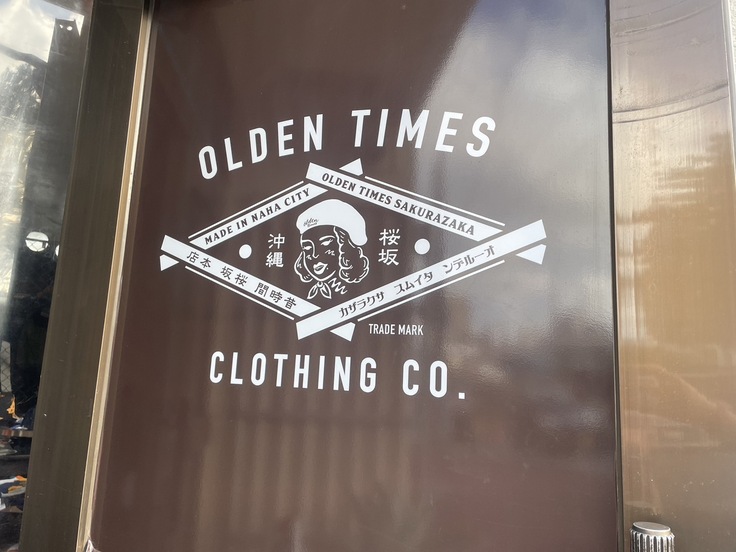 OLDEN TIMES
MADE IN NAHA CITY
OLDEN TIMES SAKURAZAKA
olden
沖縄
桜坂
昔時間 桜坂 本店
オールデン タイムス サクラザカ
TRADE MARK
CLOTHING CO.